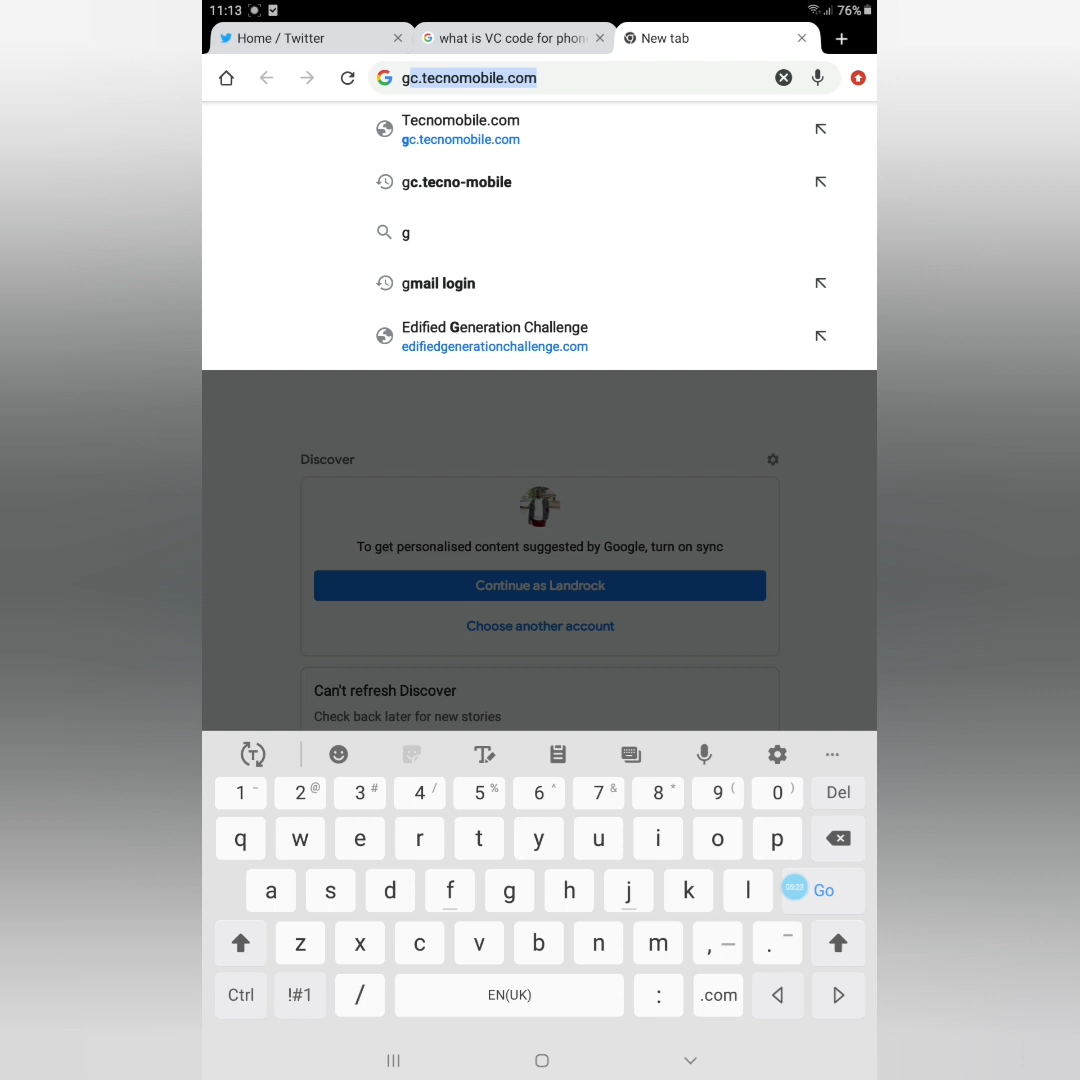 11:13 76%
Home / Twitter what is VC code for phon New tab
gc.tecnomobile.com
Tecnomobile.com
gc.tecnomobile.com
gc.tecno-mobile
g
gmail login
Edified Generation Challenge
edifiedgenerationchallenge.com
Discover
To get personalised content suggested by Google, turn on sync
Continue as Landrock
Choose another account
Can't refresh Discover
Check back later for new stories
1 - 2 @ 3 # 4 / 5 % 6 ^ 7 & 8 * 9 ( 0 ) Del
q w e r t y u i o p
a s d f g h j k l 05:23 Go
z x c v b n m , .
Ctrl !#1 / EN(UK) : .com